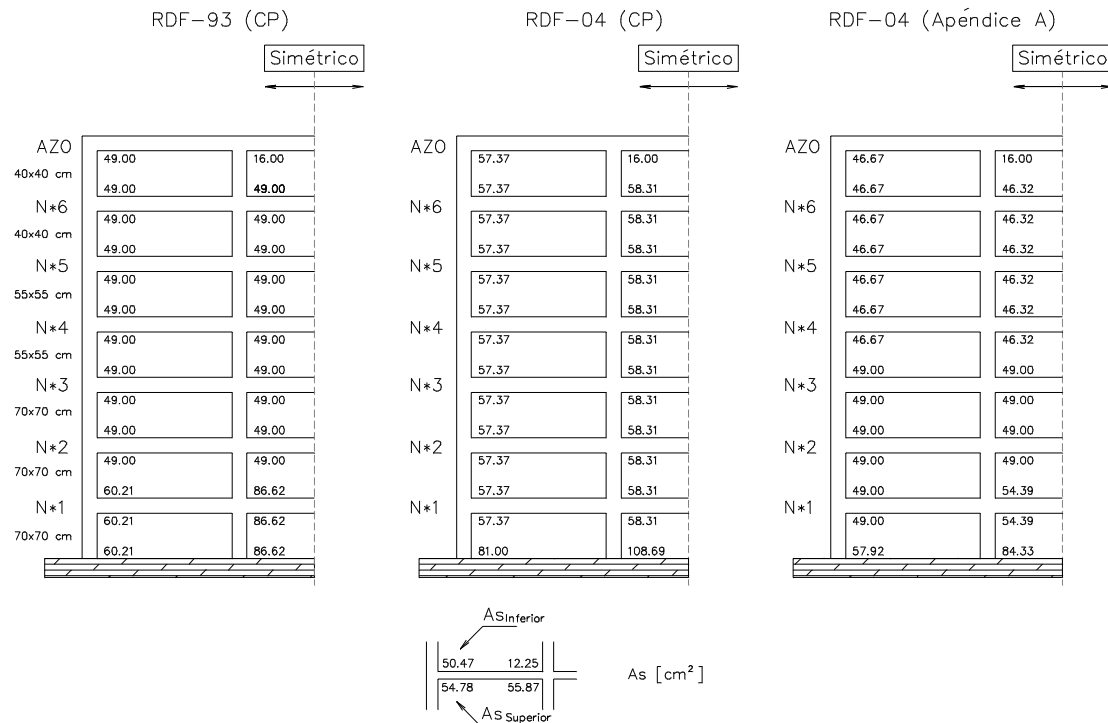 RDF-93 (CP)
RDF-04 (CP)
RDF-04 (Apéndice A)
Simétrico
Simétrico
Simétrico
AZO
49.00 16.00
40x40 cm
49.00 49.00
N*6
49.00 49.00
40x40 cm
49.00 49.00
N*5
49.00 49.00
55x55 cm
49.00 49.00
N*4
49.00 49.00
55x55 cm
49.00 49.00
N*3
49.00 49.00
70x70 cm
49.00 49.00
N*2
49.00 49.00
70x70 cm
60.21 86.62
N*1
60.21 86.62
70x70 cm
60.21 86.62
AZO
57.37 16.00
57.37 58.31
N*6
57.37 58.31
57.37 58.31
N*5
57.37 58.31
57.37 58.31
N*4
57.37 58.31
57.37 58.31
N*3
57.37 58.31
57.37 58.31
N*2
57.37 58.31
57.37 58.31
N*1
57.37 58.31
81.00 108.69
AZO
46.67 16.00
46.67 46.32
N*6
46.67 46.32
46.67 46.32
N*5
46.67 46.32
46.67 46.32
N*4
46.67 46.32
49.00 49.00
N*3
49.00 49.00
49.00 49.00
N*2
49.00 49.00
49.00 54.39
N*1
49.00 54.39
57.92 84.33
As Inferior
50.47 12.25
54.78 55.87
As Superior
As [cm²]